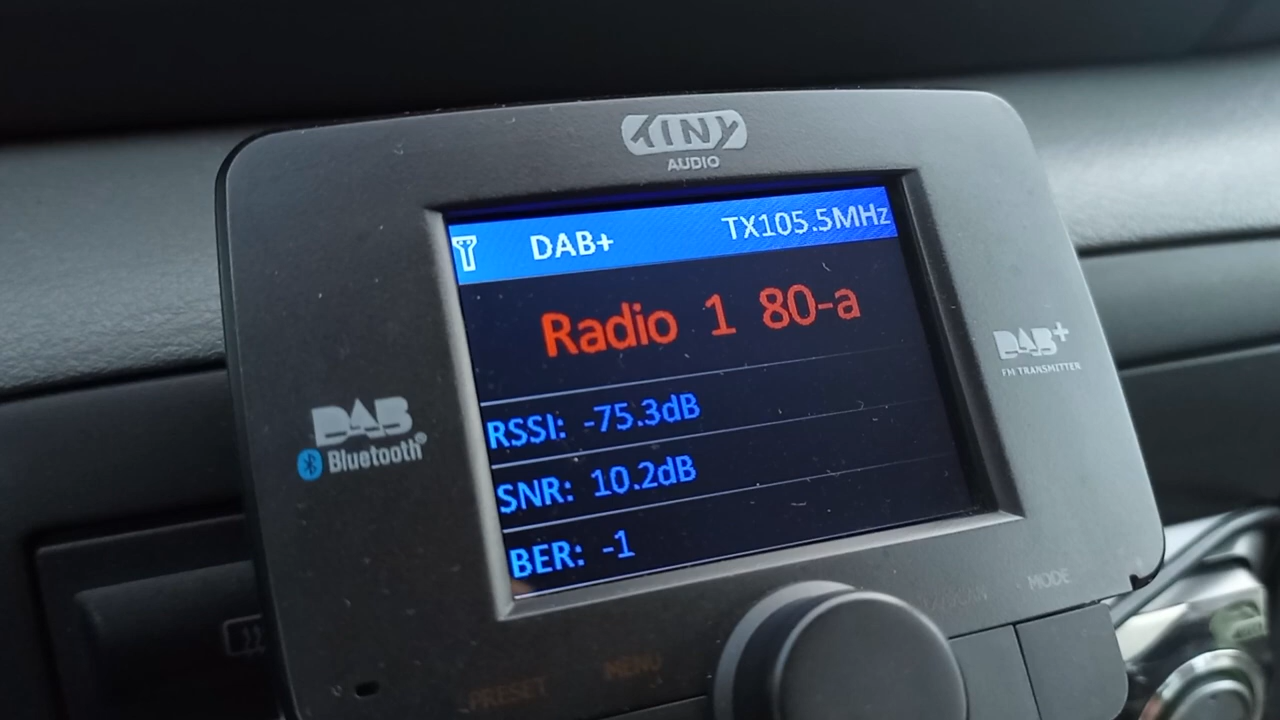 TINY
AUDIO
DAB+ TX105.5MHz
Radio 1 80-a
RSSI: -75.3dB
SNR: 10.2dB
BER: -1
DAB
Bluetooth®
DAB+
FM TRANSMITTER
MODE
MENU
PRESET